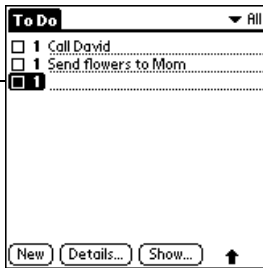 To Do All
1 Call David
1 Send flowers to Mom
1
New Details... Show...